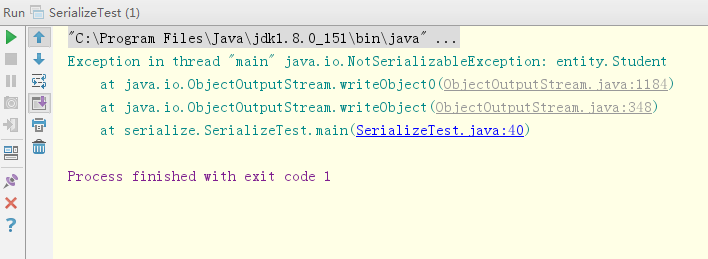 Run SerializeTest (1)
"C:\Program Files\Java\jdk1.8.0_151\bin\java" ...
Exception in thread "main" java.io.NotSerializableException: entity.Student
at java.io.ObjectOutputStream.writeObject0(ObjectOutputStream.java:1184)
at java.io.ObjectOutputStream.writeObject(ObjectOutputStream.java:348)
at serialize.SerializeTest.main(SerializeTest.java:40)
Process finished with exit code 1